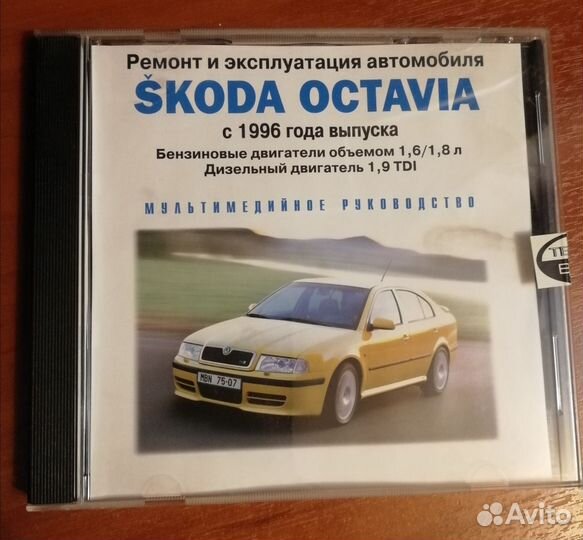 Ремонт и эксплуатация автомобиля
ŠKODA OCTAVIA
с 1996 года выпуска
Бензиновые двигатели объемом 1,6/1,8 л
Дизельный двигатель 1,9 TDI
МУЛЬТИМЕДИЙНОЕ РУКОВОДСТВО
MBN 75-07
Avito